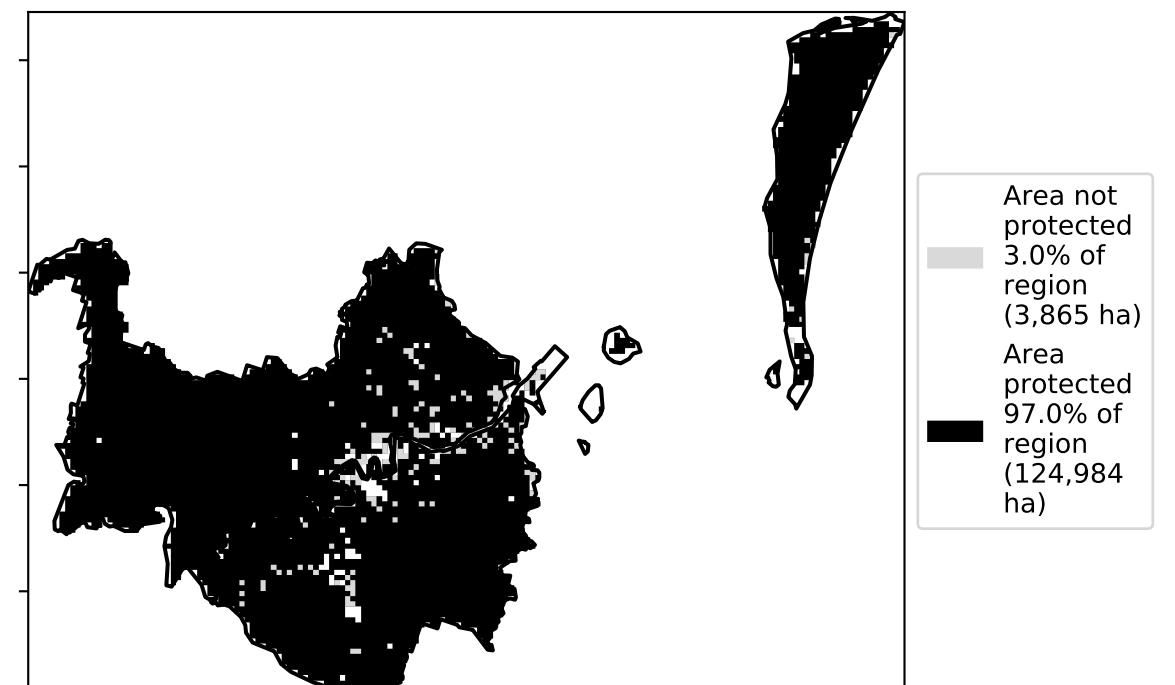 Area not
protected
3.0% of
region
(3,865 ha)
Area
protected
97.0% of
region
(124,984
ha)